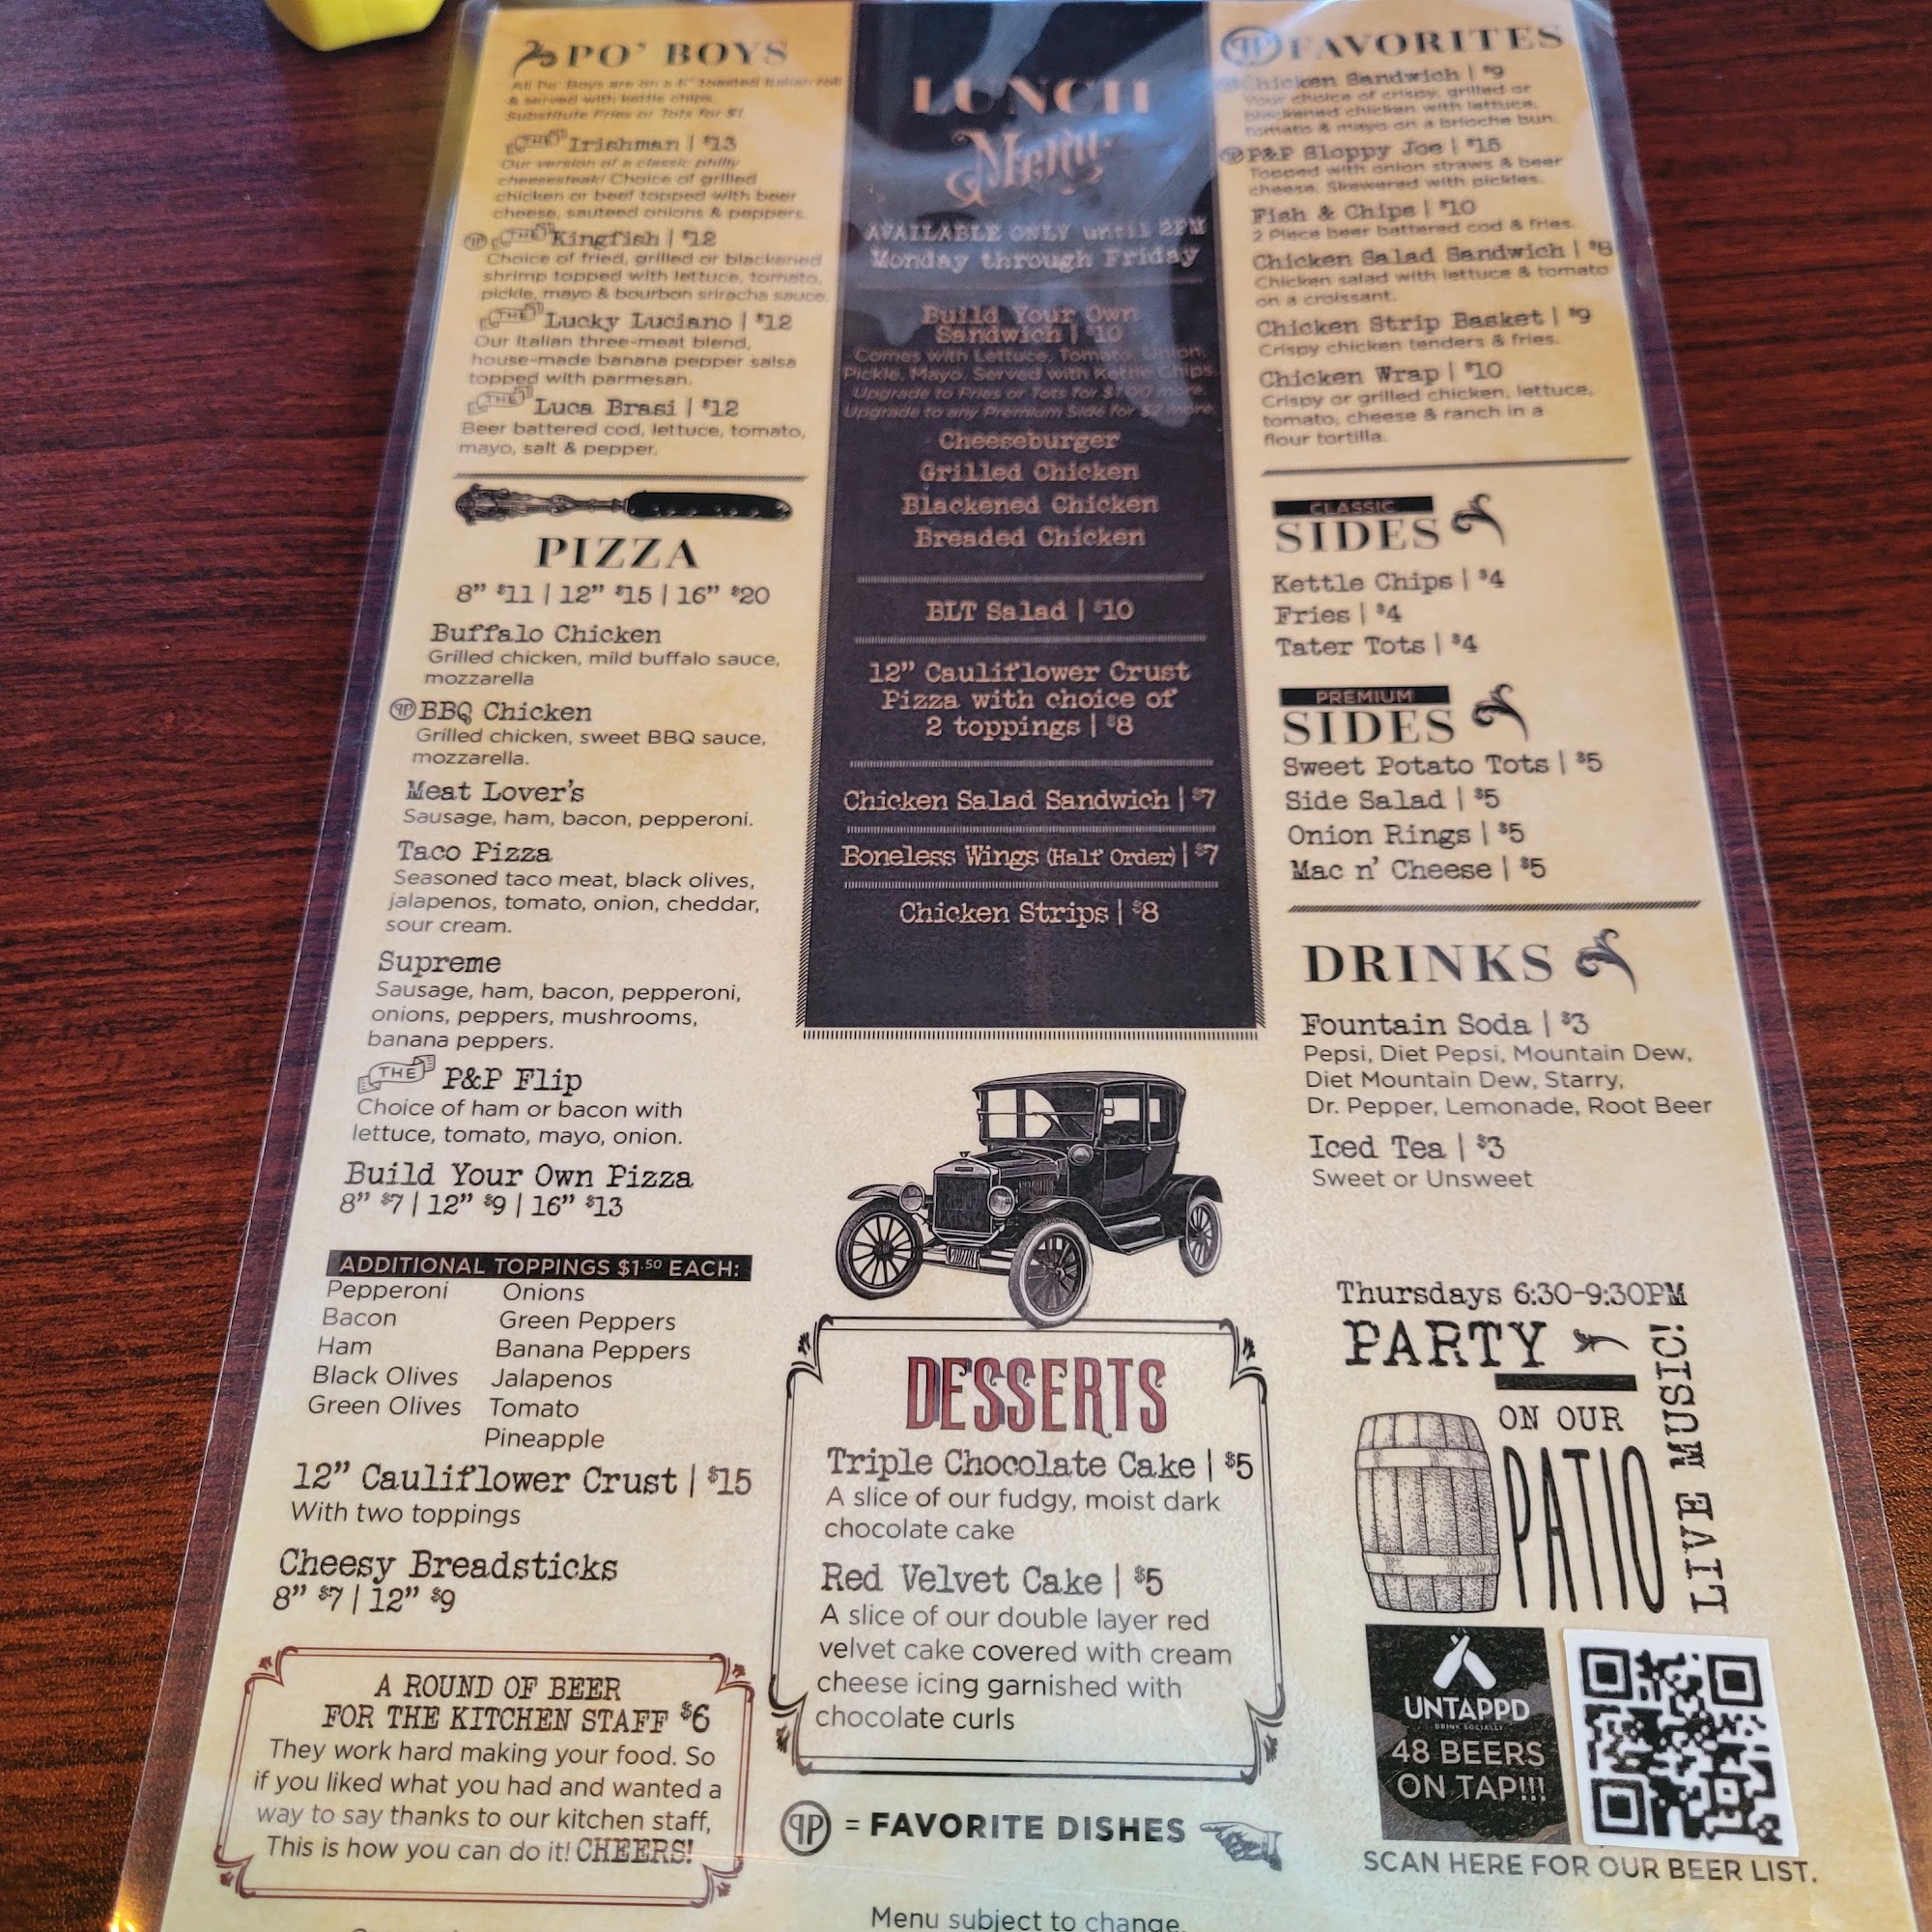 PO' BOYS
All Po' Boys are on a 6" toasted Italian roll
& served with kettle chips.
Substitute Fries or Tots for $1
THE Irishman | $13
Our version of a classic philly
cheesesteak! Choice of grilled
chicken or beef topped with beer
cheese, sauteed onions & peppers.
THE Kingfish | $12
Choice of fried, grilled or blackened
shrimp topped with lettuce, tomato,
pickle, mayo & bourbon sriracha sauce.
THE Lucky Luciano | $12
Our Italian three-meat blend,
house-made banana pepper salsa
topped with parmesan.
THE Luca Brasi | $12
Beer battered cod, lettuce, tomato,
mayo, salt & pepper.
PIZZA
8” $11 | 12” $15 | 16” $20
Buffalo Chicken
Grilled chicken, mild buffalo sauce,
mozzarella
PP BBQ Chicken
Grilled chicken, sweet BBQ sauce,
mozzarella.
Meat Lover's
Sausage, ham, bacon, pepperoni.
Taco Pizza
Seasoned taco meat, black olives,
jalapenos, tomato, onion, cheddar,
sour cream.
Supreme
Sausage, ham, bacon, pepperoni,
onions, peppers, mushrooms,
banana peppers.
THE P&P Flip
Choice of ham or bacon with
lettuce, tomato, mayo, onion.
Build Your Own Pizza
8” $7 | 12” $9 | 16” $13
ADDITIONAL TOPPINGS $1.50 EACH:
Pepperoni Onions
Bacon Green Peppers
Ham Banana Peppers
Black Olives Jalapenos
Green Olives Tomato
Pineapple
12” Cauliflower Crust | $15
With two toppings
Cheesy Breadsticks
8” $7 | 12” $9
A ROUND OF BEER
FOR THE KITCHEN STAFF $6
They work hard making your food. So
if you liked what you had and wanted a
way to say thanks to our kitchen staff,
This is how you can do it! CHEERS!
LUNCH
Menu
AVAILABLE ONLY until 2PM
Monday through Friday
Build Your Own
Sandwich | $10
Comes with Lettuce, Tomato, Onion,
Pickle, Mayo. Served with Kettle Chips.
Upgrade to Fries or Tots for $1.00 more.
Upgrade to any Premium Side for $2 more.
Cheeseburger
Grilled Chicken
Blackened Chicken
Breaded Chicken
BLT Salad | $10
12” Cauliflower Crust
Pizza with choice of
2 toppings | $8
Chicken Salad Sandwich | $7
Boneless Wings (Half Order) | $7
Chicken Strips | $8
DESSERTS
Triple Chocolate Cake | $5
A slice of our fudgy, moist dark
chocolate cake
Red Velvet Cake | $5
A slice of our double layer red
velvet cake covered with cream
cheese icing garnished with
chocolate curls
PP = FAVORITE DISHES
Menu subject to change.
PP FAVORITES
Chicken Sandwich | $9
Your choice of crispy, grilled or
blackened chicken with lettuce,
tomato & mayo on a brioche bun.
P&P Sloppy Joe | $15
Topped with onion straws & beer
cheese. Skewered with pickles.
Fish & Chips | $10
2 Piece beer battered cod & fries.
Chicken Salad Sandwich | $8
Chicken salad with lettuce & tomato
on a croissant.
Chicken Strip Basket | $9
Crispy chicken tenders & fries.
Chicken Wrap | $10
Crispy or grilled chicken, lettuce,
tomato, cheese & ranch in a
flour tortilla.
CLASSIC
SIDES
Kettle Chips | $4
Fries | $4
Tater Tots | $4
PREMIUM
SIDES
Sweet Potato Tots | $5
Side Salad | $5
Onion Rings | $5
Mac n' Cheese | $5
DRINKS
Fountain Soda | $3
Pepsi, Diet Pepsi, Mountain Dew,
Diet Mountain Dew, Starry,
Dr. Pepper, Lemonade, Root Beer
Iced Tea | $3
Sweet or Unsweet
Thursdays 6:30-9:30PM
PARTY
ON OUR
PATIO
LIVE MUSIC!
UNTAPPD
DRINK SOCIALLY
48 BEERS
ON TAP!!!
SCAN HERE FOR OUR BEER LIST.